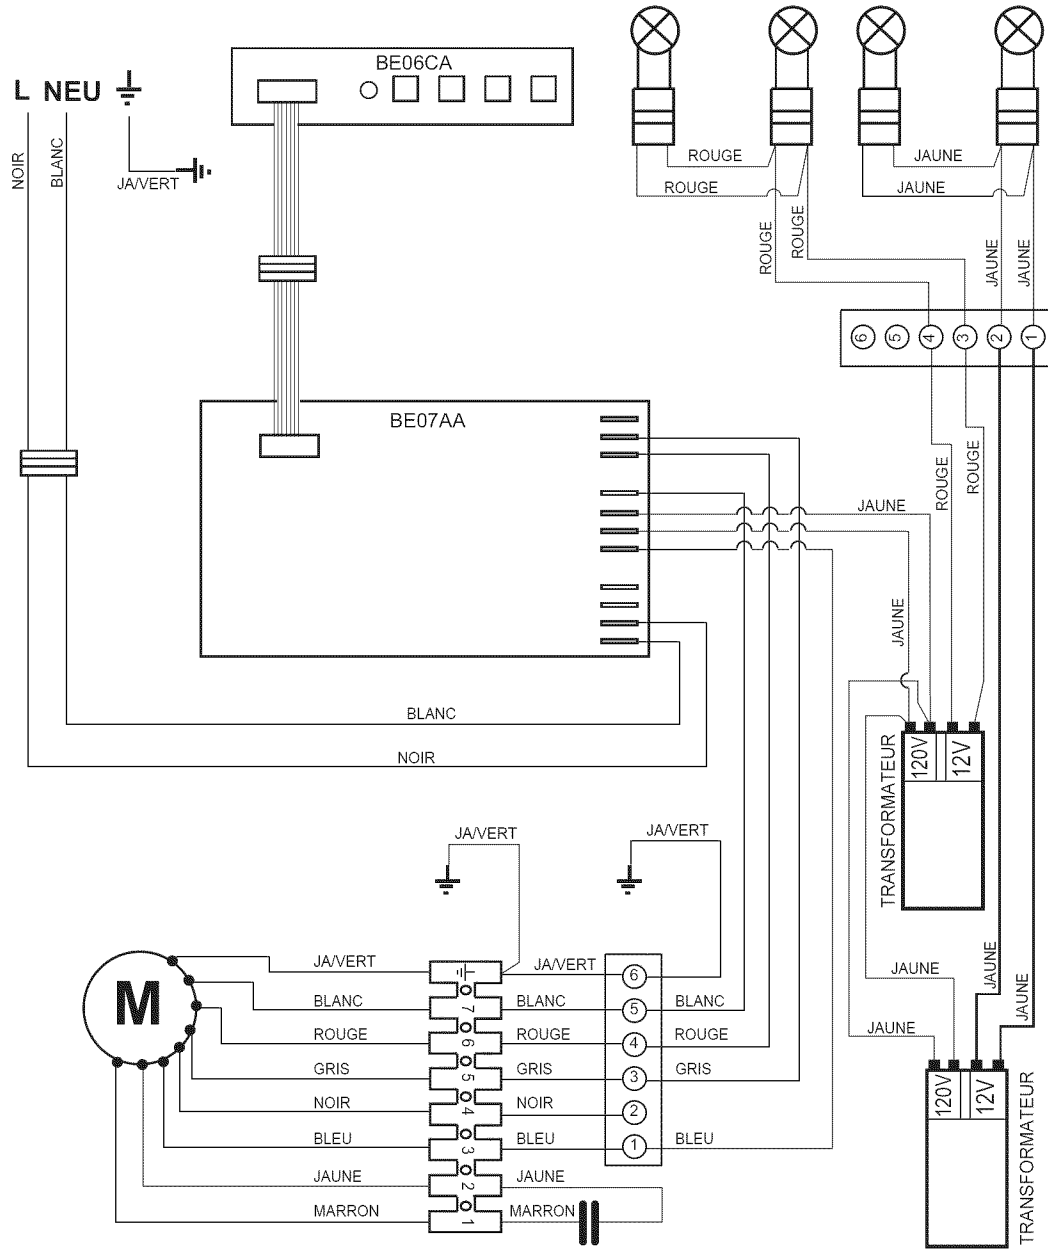 L NEU
BE06CA
NOIR
BLANC
JA/VERT
ROUGE
ROUGE
JAUNE
JAUNE
ROUGE
ROUGE
JAUNE
JAUNE
6 5 4 3 2 1
BE07AA
ROUGE
ROUGE
JAUNE
JAUNE
BLANC
NOIR
TRANSFORMATEUR
120V
12V
JA/VERT
JA/VERT
JAUNE
JAUNE
JAUNE
JAUNE
M
JA/VERT JA/VERT 6
BLANC 7 BLANC 5 BLANC
ROUGE 6 ROUGE 4 ROUGE
GRIS 5 GRIS 3 GRIS
NOIR 4 NOIR 2
BLEU 3 BLEU 1 BLEU
JAUNE 2 JAUNE
MARRON 1 MARRON
120V
12V
TRANSFORMATEUR